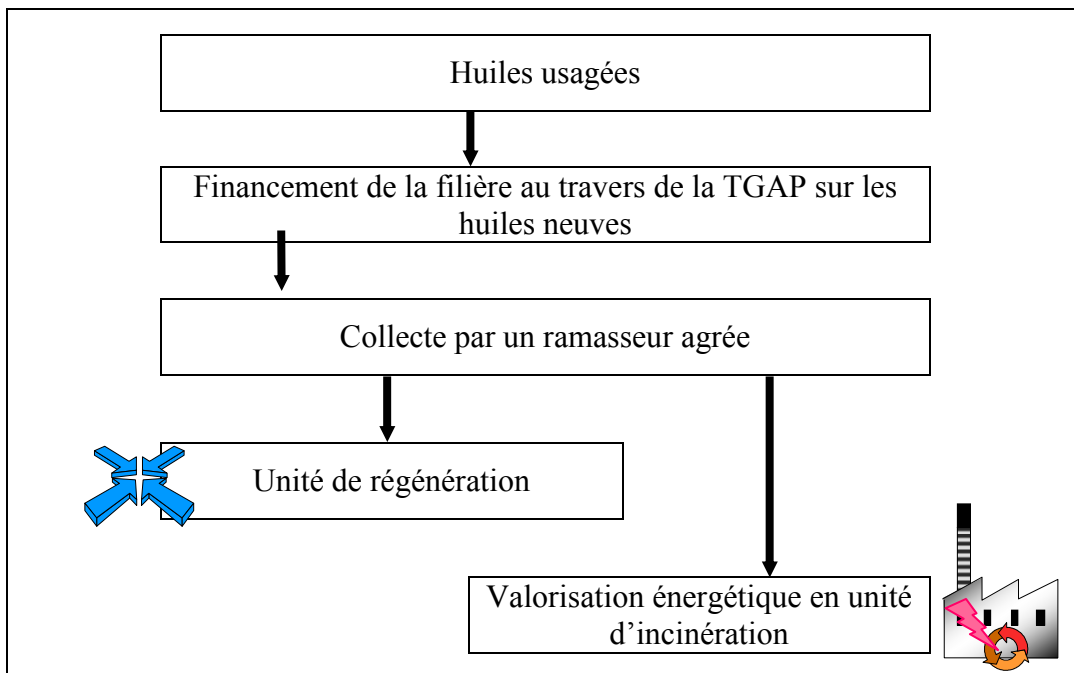 Huiles usagées
Financement de la filière au travers de la TGAP sur les
huiles neuves
Collecte par un ramasseur agrée
Unité de régénération
Valorisation énergétique en unité
d’incinération